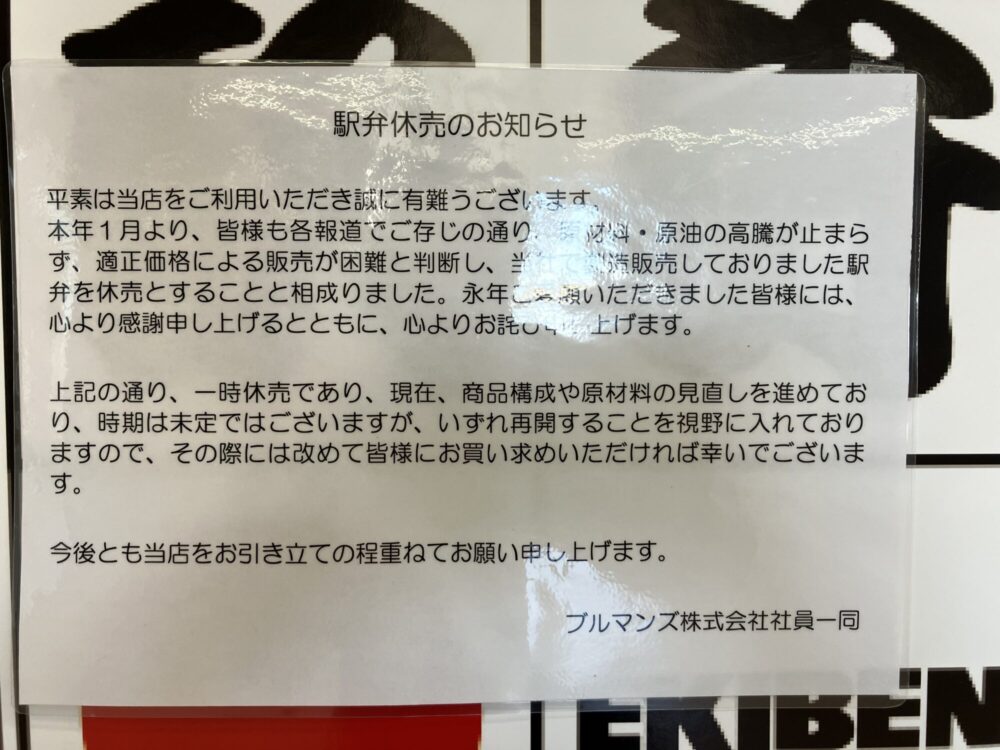 駅弁休売のお知らせ
平素は当店をご利用いただき誠に有難うございます。
本年1月より、皆様も各報道でご存じの通り、材料・原油の高騰が止まら
ず、適正価格による販売が困難と判断し、当社で製造販売しておりました駅
弁を休売とすることと相成りました。永年ご愛顧いただきました皆様には、
心より感謝申し上げるとともに、心よりお詫び申し上げます。
上記の通り、一時休売であり、現在、商品構成や原材料の見直しを進めてお
り、時期は未定ではございますが、いずれ再開することを視野に入れており
ますので、その際には改めて皆様にお買い求めいただければ幸いでございま
す。
今後とも当店をお引き立ての程重ねてお願い申し上げます。
ブルマンズ株式会社社員一同
EKIBEN